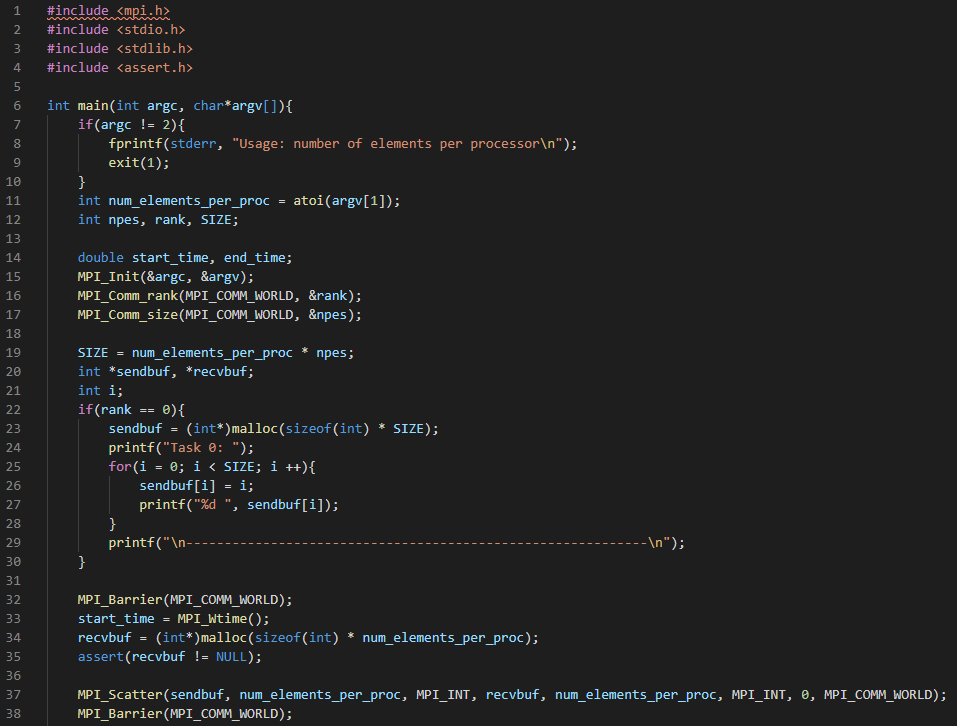 1 #include <mpi.h>
2 #include <stdio.h>
3 #include <stdlib.h>
4 #include <assert.h>
5
6 int main(int argc, char*argv[]){
7     if(argc != 2){
8         fprintf(stderr, "Usage: number of elements per processor\n");
9         exit(1);
10     }
11     int num_elements_per_proc = atoi(argv[1]);
12     int npes, rank, SIZE;
13
14     double start_time, end_time;
15     MPI_Init(&argc, &argv);
16     MPI_Comm_rank(MPI_COMM_WORLD, &rank);
17     MPI_Comm_size(MPI_COMM_WORLD, &npes);
18
19     SIZE = num_elements_per_proc * npes;
20     int *sendbuf, *recvbuf;
21     int i;
22     if(rank == 0){
23         sendbuf = (int*)malloc(sizeof(int) * SIZE);
24         printf("Task 0: ");
25         for(i = 0; i < SIZE; i ++){
26             sendbuf[i] = i;
27             printf("%d ", sendbuf[i]);
28         }
29         printf("\n------------------------------------------------------------\n");
30     }
31
32     MPI_Barrier(MPI_COMM_WORLD);
33     start_time = MPI_Wtime();
34     recvbuf = (int*)malloc(sizeof(int) * num_elements_per_proc);
35     assert(recvbuf != NULL);
36
37     MPI_Scatter(sendbuf, num_elements_per_proc, MPI_INT, recvbuf, num_elements_per_proc, MPI_INT, 0, MPI_COMM_WORLD);
38     MPI_Barrier(MPI_COMM_WORLD);